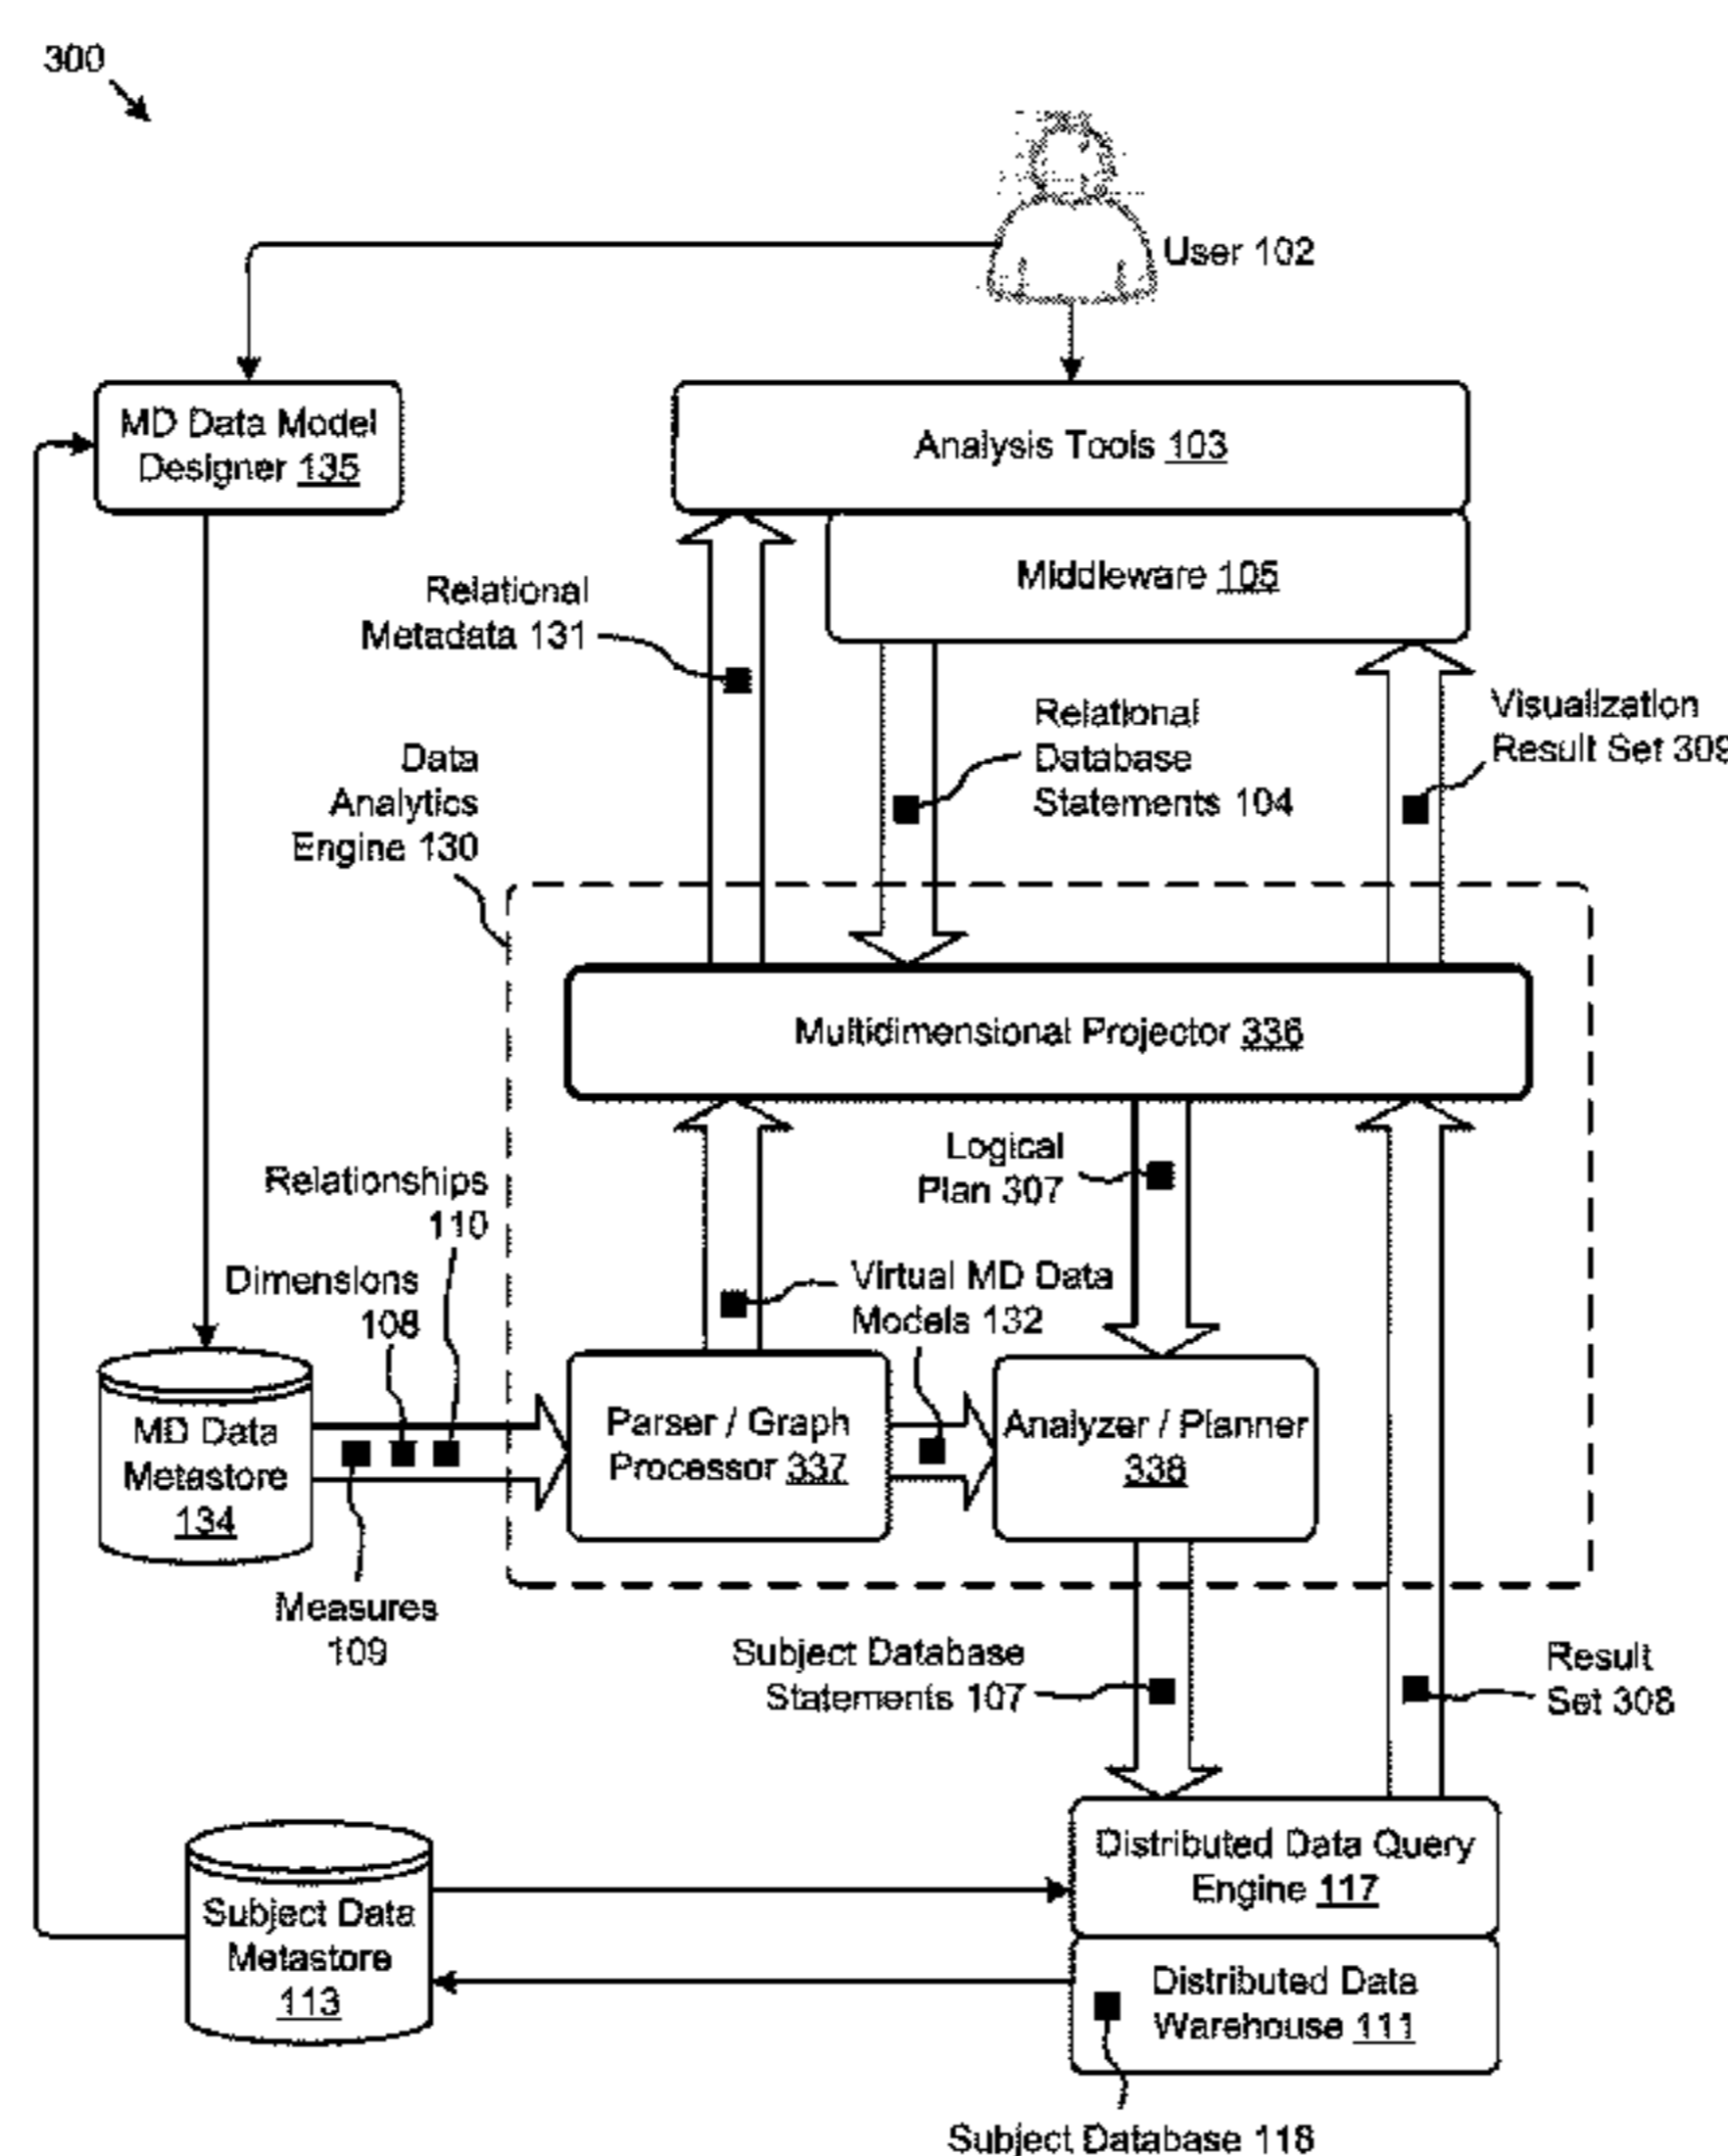 300
User 102
MD Data Model
Designer 135
Analysis Tools 103
Middleware 105
Relational
Metadata 131
Relational
Database
Statements 104
Visualization
Result Set 309
Data
Analytics
Engine 130
Multidimensional Projector 336
Logical
Plan 307
Relationships
110
Dimensions
108
Virtual MD Data
Models 132
MD Data
Metastore
134
Parser / Graph
Processor 337
Analyzer / Planner
338
Measures
109
Subject Database
Statements 107
Result
Set 308
Distributed Data Query
Engine 117
Subject Data
Metastore
113
Distributed Data
Warehouse 111
Subject Database 118